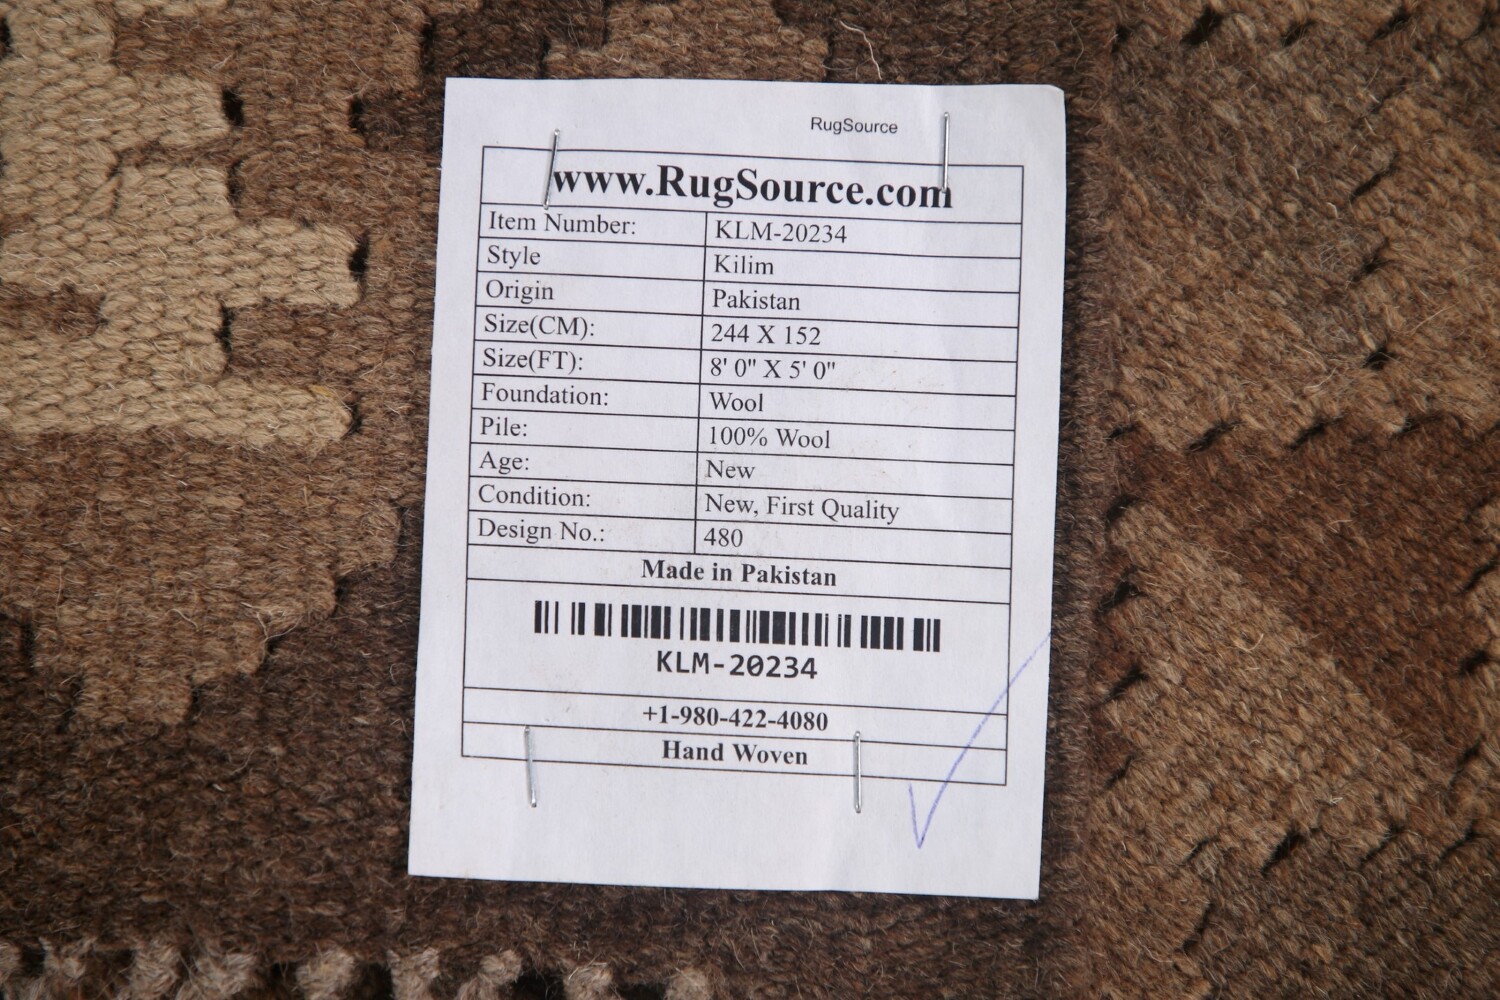 RugSource
www.RugSource.com
Item Number: KLM-20234
Style Kilim
Origin Pakistan
Size(CM): 244 X 152
Size(FT): 8' 0" X 5' 0"
Foundation: Wool
Pile: 100% Wool
Age: New
Condition: New, First Quality
Design No.: 480
Made in Pakistan
KLM-20234
+1-980-422-4080
Hand Woven